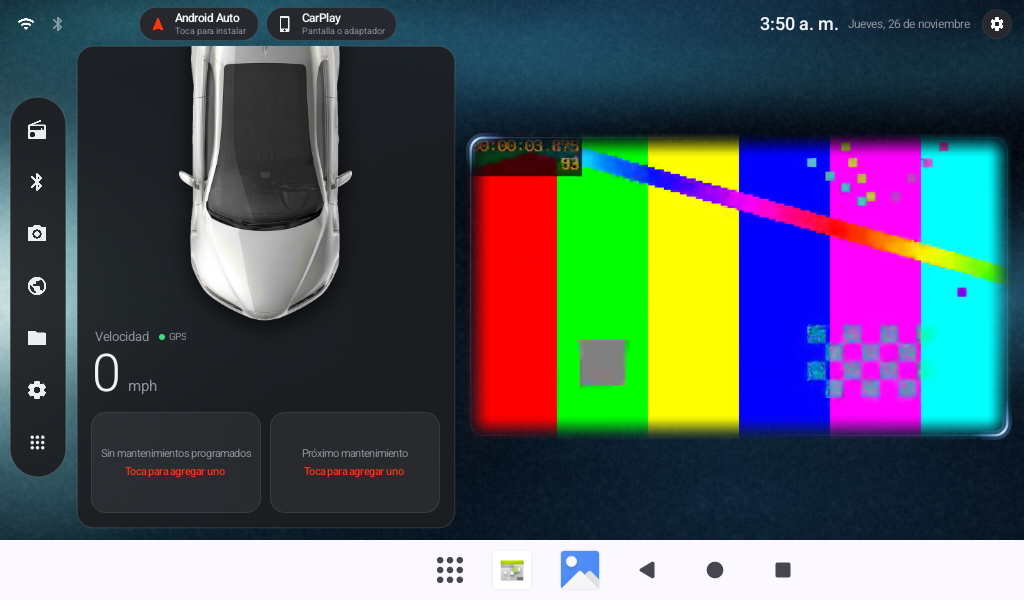 Android Auto
Toca para instalar
CarPlay
Pantalla o adaptador
3:50 a. m.
Jueves, 26 de noviembre
Velocidad
GPS
0 mph
Sin mantenimientos programados
Toca para agregar uno
Próximo mantenimiento
Toca para agregar uno
93